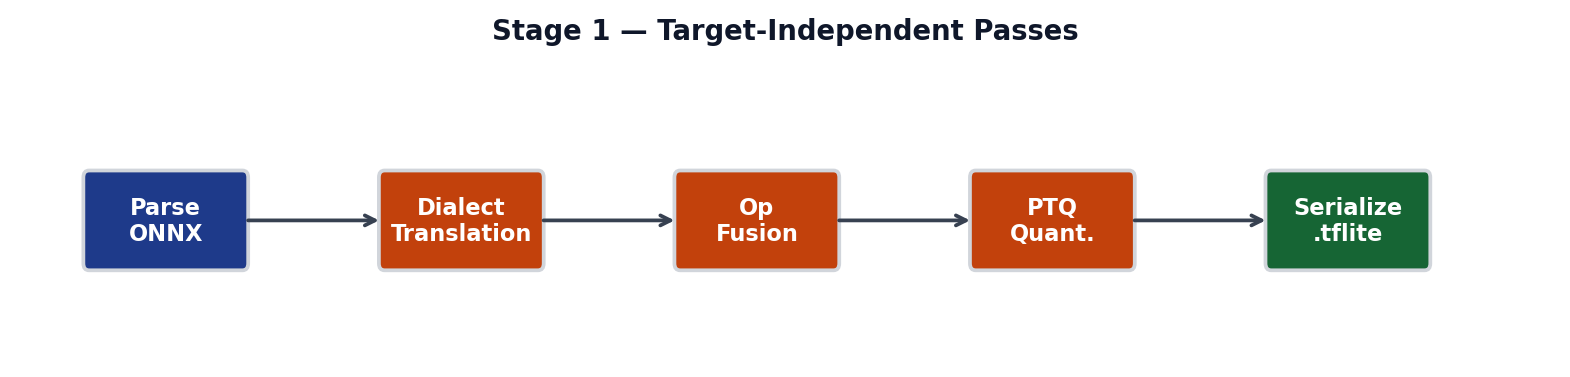 Stage 1 — Target-Independent Passes
Parse
ONNX
Dialect
Translation
Op
Fusion
PTQ
Quant.
Serialize
.tflite